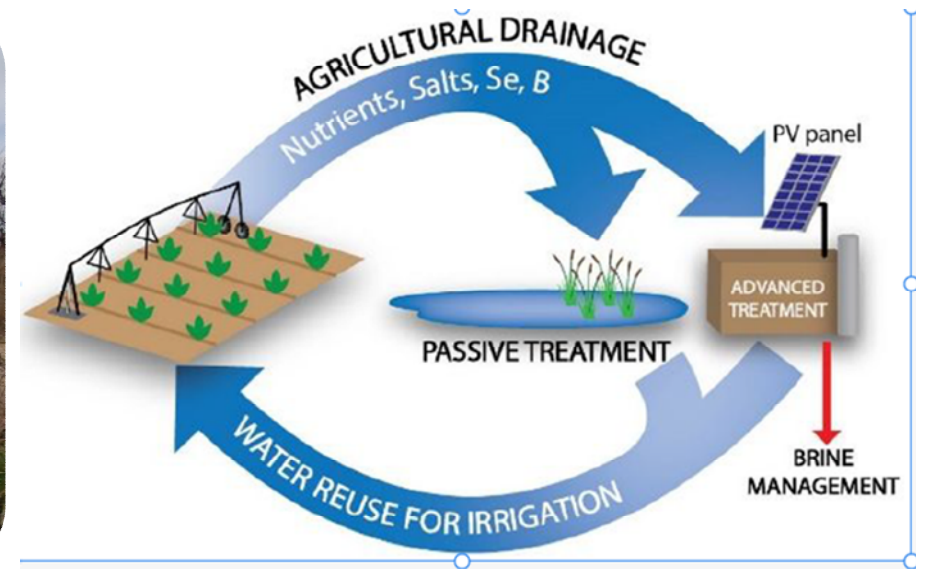 AGRICULTURAL DRAINAGE
Nutrients, Salts, Se, B
PV panel
ADVANCED
TREATMENT
PASSIVE TREATMENT
WATER REUSE FOR IRRIGATION
BRINE
MANAGEMENT